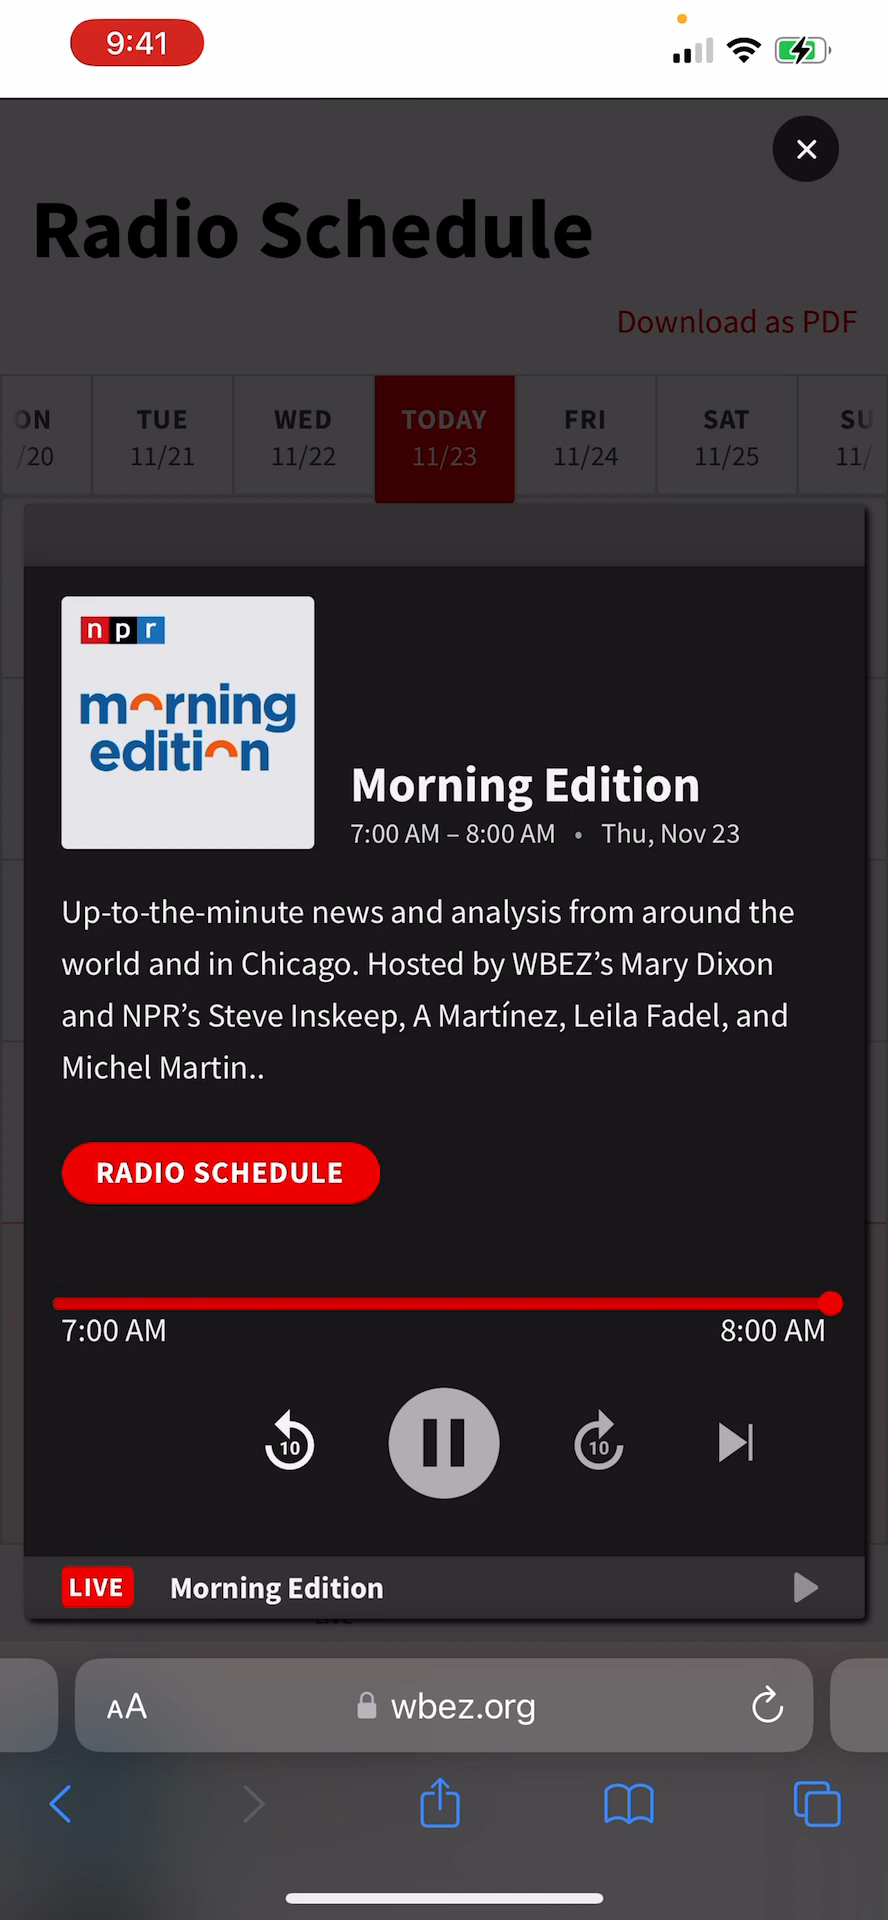 9:41
Radio Schedule
Download as PDF
ON TUE WED TODAY FRI SAT SU
/20 11/21 11/22 11/23 11/24 11/25 11/
npr
morning
edition
Morning Edition
7:00 AM – 8:00 AM • Thu, Nov 23
Up-to-the-minute news and analysis from around the
world and in Chicago. Hosted by WBEZ’s Mary Dixon
and NPR’s Steve Inskeep, A Martínez, Leila Fadel, and
Michel Martin..
RADIO SCHEDULE
7:00 AM 8:00 AM
10 10
LIVE Morning Edition
AA wbez.org